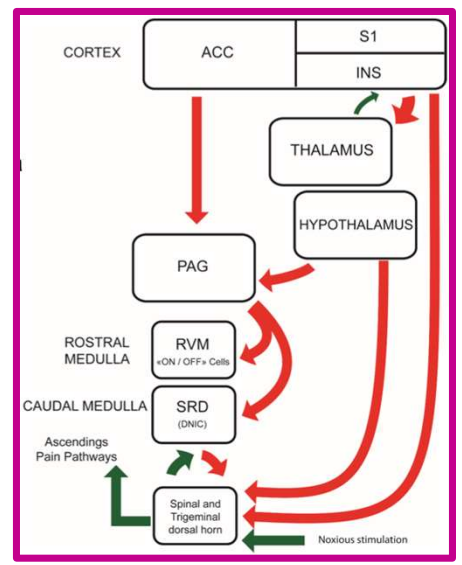 CORTEX
ACC
S1
INS
THALAMUS
HYPOTHALAMUS
PAG
ROSTRAL
MEDULLA
RVM
«ON / OFF» Cells
CAUDAL MEDULLA
SRD
(DNIC)
Ascendings
Pain Pathways
Spinal and
Trigeminal
dorsal horn
Noxious stimulation